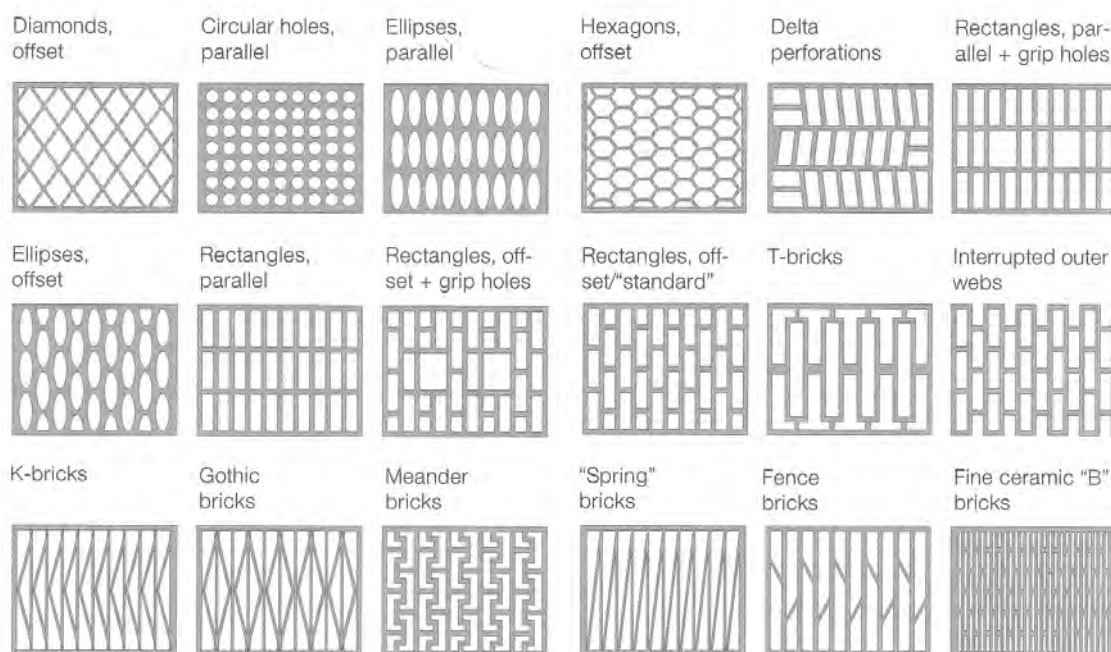 Diamonds,
offset
Circular holes,
parallel
Ellipses,
parallel
Hexagons,
offset
Delta
perforations
Rectangles, par-
allel + grip holes
Ellipses,
offset
Rectangles,
parallel
Rectangles, off-
set + grip holes
Rectangles, off-
set/“standard”
T-bricks
Interrupted outer
webs
K-bricks
Gothic
bricks
Meander
bricks
“Spring”
bricks
Fence
bricks
Fine ceramic “B”
bricks